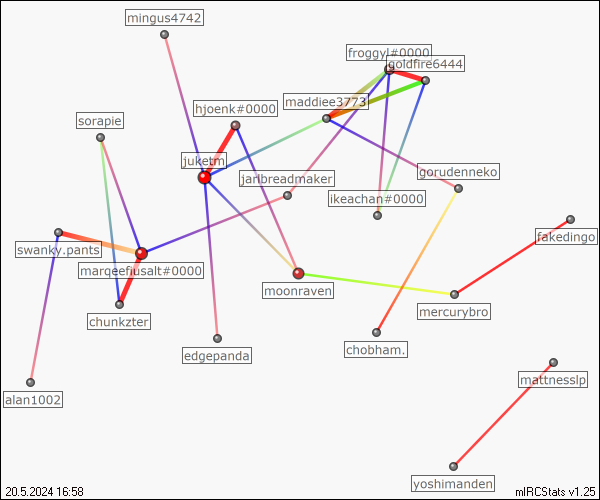 mingus4742
froggyl#0000
goldfire6444
maddiee3773
hjoenk#0000
sorapie
juketm
gorudenneko
ikeachan#0000
fakedingo
swanky.pants
marqeefiusalt#0000
moonraven
mercurybro
chunkzter
edgepanda
chobham.
mattnesslp
alan1002
yoshimanden
20.5.2024 16:58
mIRCStats v1.25